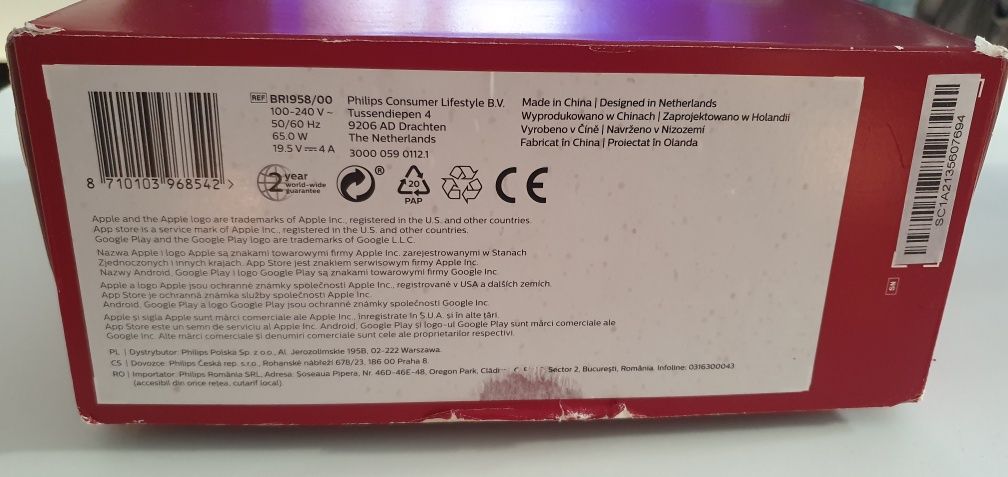 8 710103 968542 >
REF BRI958/00
100-240 V ~
50/60 Hz
65.0 W
19.5 V ⎓ 4 A
Philips Consumer Lifestyle B.V.
Tussendiepen 4
9206 AD Drachten
The Netherlands
3000 059 0112.1
Made in China | Designed in Netherlands
Wyprodukowano w Chinach | Zaprojektowano w Holandii
Vyrobeno v Číně | Navrženo v Nizozemí
Fabricat în China | Proiectat în Olanda
2 year
world-wide
guarantee
®
20
PAP
CE
Apple and the Apple logo are trademarks of Apple Inc., registered in the U.S. and other countries.
App store is a service mark of Apple Inc., registered in the U.S. and other countries.
Google Play and the Google Play logo are trademarks of Google L.L.C.
Nazwa Apple i logo Apple są znakami towarowymi firmy Apple Inc. zarejestrowanymi w Stanach
Zjednoczonych i innych krajach. App Store jest znakiem serwisowym firmy Apple Inc.
Nazwy Android, Google Play i logo Google Play są znakami towarowymi firmy Google Inc.
Apple a logo Apple jsou ochranné známky společnosti Apple Inc., registrované v USA a dalších zemích.
App Store je ochranná známka služby společnosti Apple Inc.
Android, Google Play a logo Google Play jsou ochranné známky společnosti Google Inc.
Apple și sigla Apple sunt mărci comerciale ale Apple Inc., înregistrate în S.U.A. și în alte țări.
App Store este un semn de serviciu al Apple Inc. Android, Google Play și logo-ul Google Play sunt mărci comerciale ale
Google Inc. Alte mărci comerciale și denumiri comerciale sunt cele ale proprietarilor respectivi.
PL | Dystrybutor: Philips Polska Sp. z o.o., Al. Jerozolimskie 195B, 02-222 Warszawa.
CS | Dovozce: Philips Česká rep. s.r.o., Rohanské nábřeží 678/23, 186 00 Praha 8.
RO | Importator: Philips România SRL, Adresa: Soseaua Pipera, Nr. 46D-46E-48, Oregon Park, Sector 2, București, România. Infoline: 0316300043
(accesibil din orice rețea, cu tarif local).
SC1A2135607694
SN